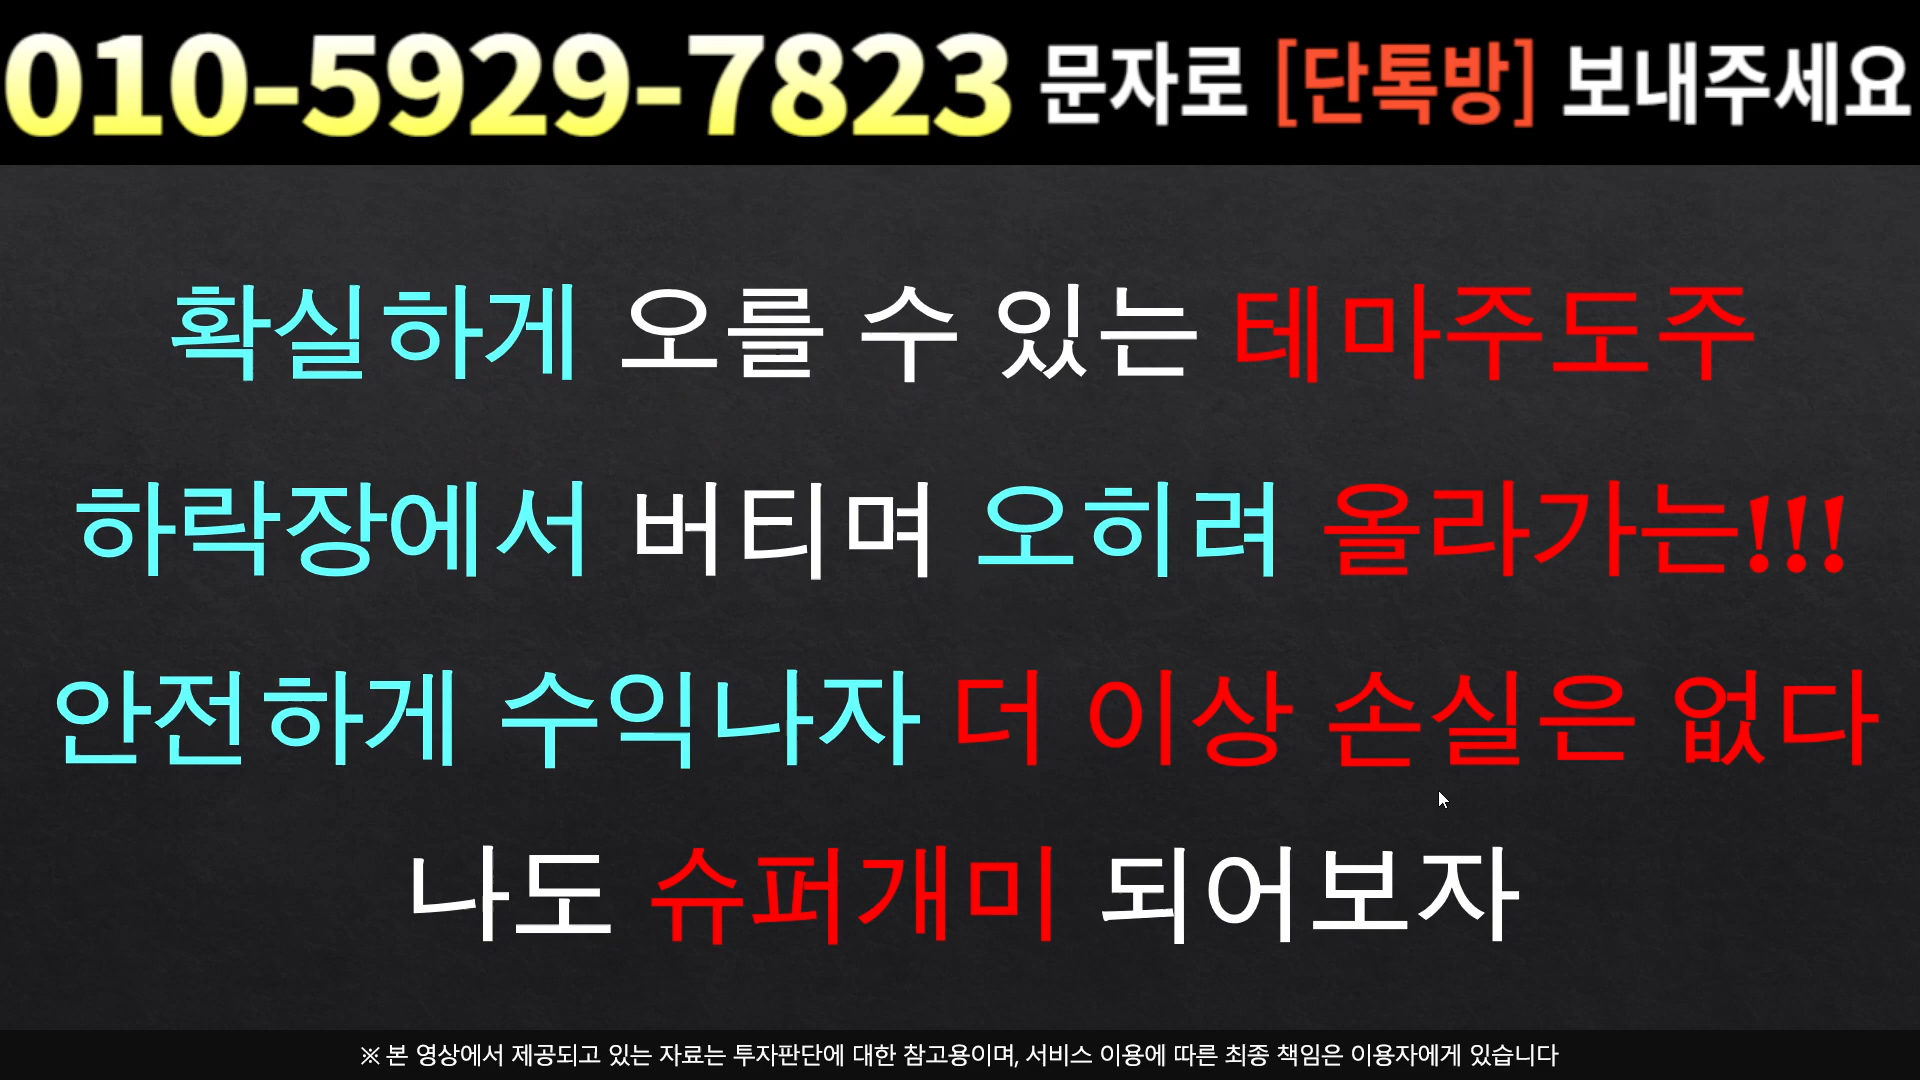 010-5929-7823 문자로 [단톡방] 보내주세요
확실하게 오를 수 있는 테마주도주
하락장에서 버티며 오히려 올라가는!!!
안전하게 수익나자 더 이상 손실은 없다
나도 슈퍼개미 되어보자
※ 본 영상에서 제공되고 있는 자료는 투자판단에 대한 참고용이며, 서비스 이용에 따른 최종 책임은 이용자에게 있습니다